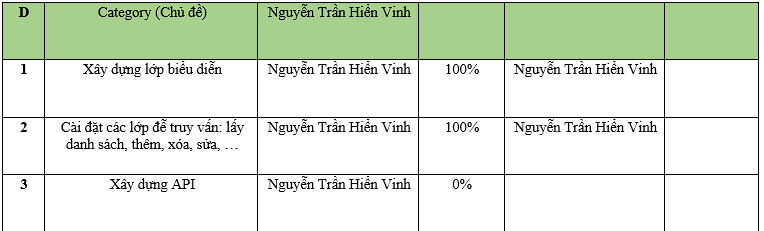 D Category (Chủ đề) Nguyễn Trần Hiển Vinh
1 Xây dựng lớp biểu diễn Nguyễn Trần Hiển Vinh 100% Nguyễn Trần Hiển Vinh
2 Cài đặt các lớp để truy vấn: lấy Nguyễn Trần Hiển Vinh 100% Nguyễn Trần Hiển Vinh
danh sách, thêm, xóa, sửa, …
3 Xây dựng API Nguyễn Trần Hiển Vinh 0%